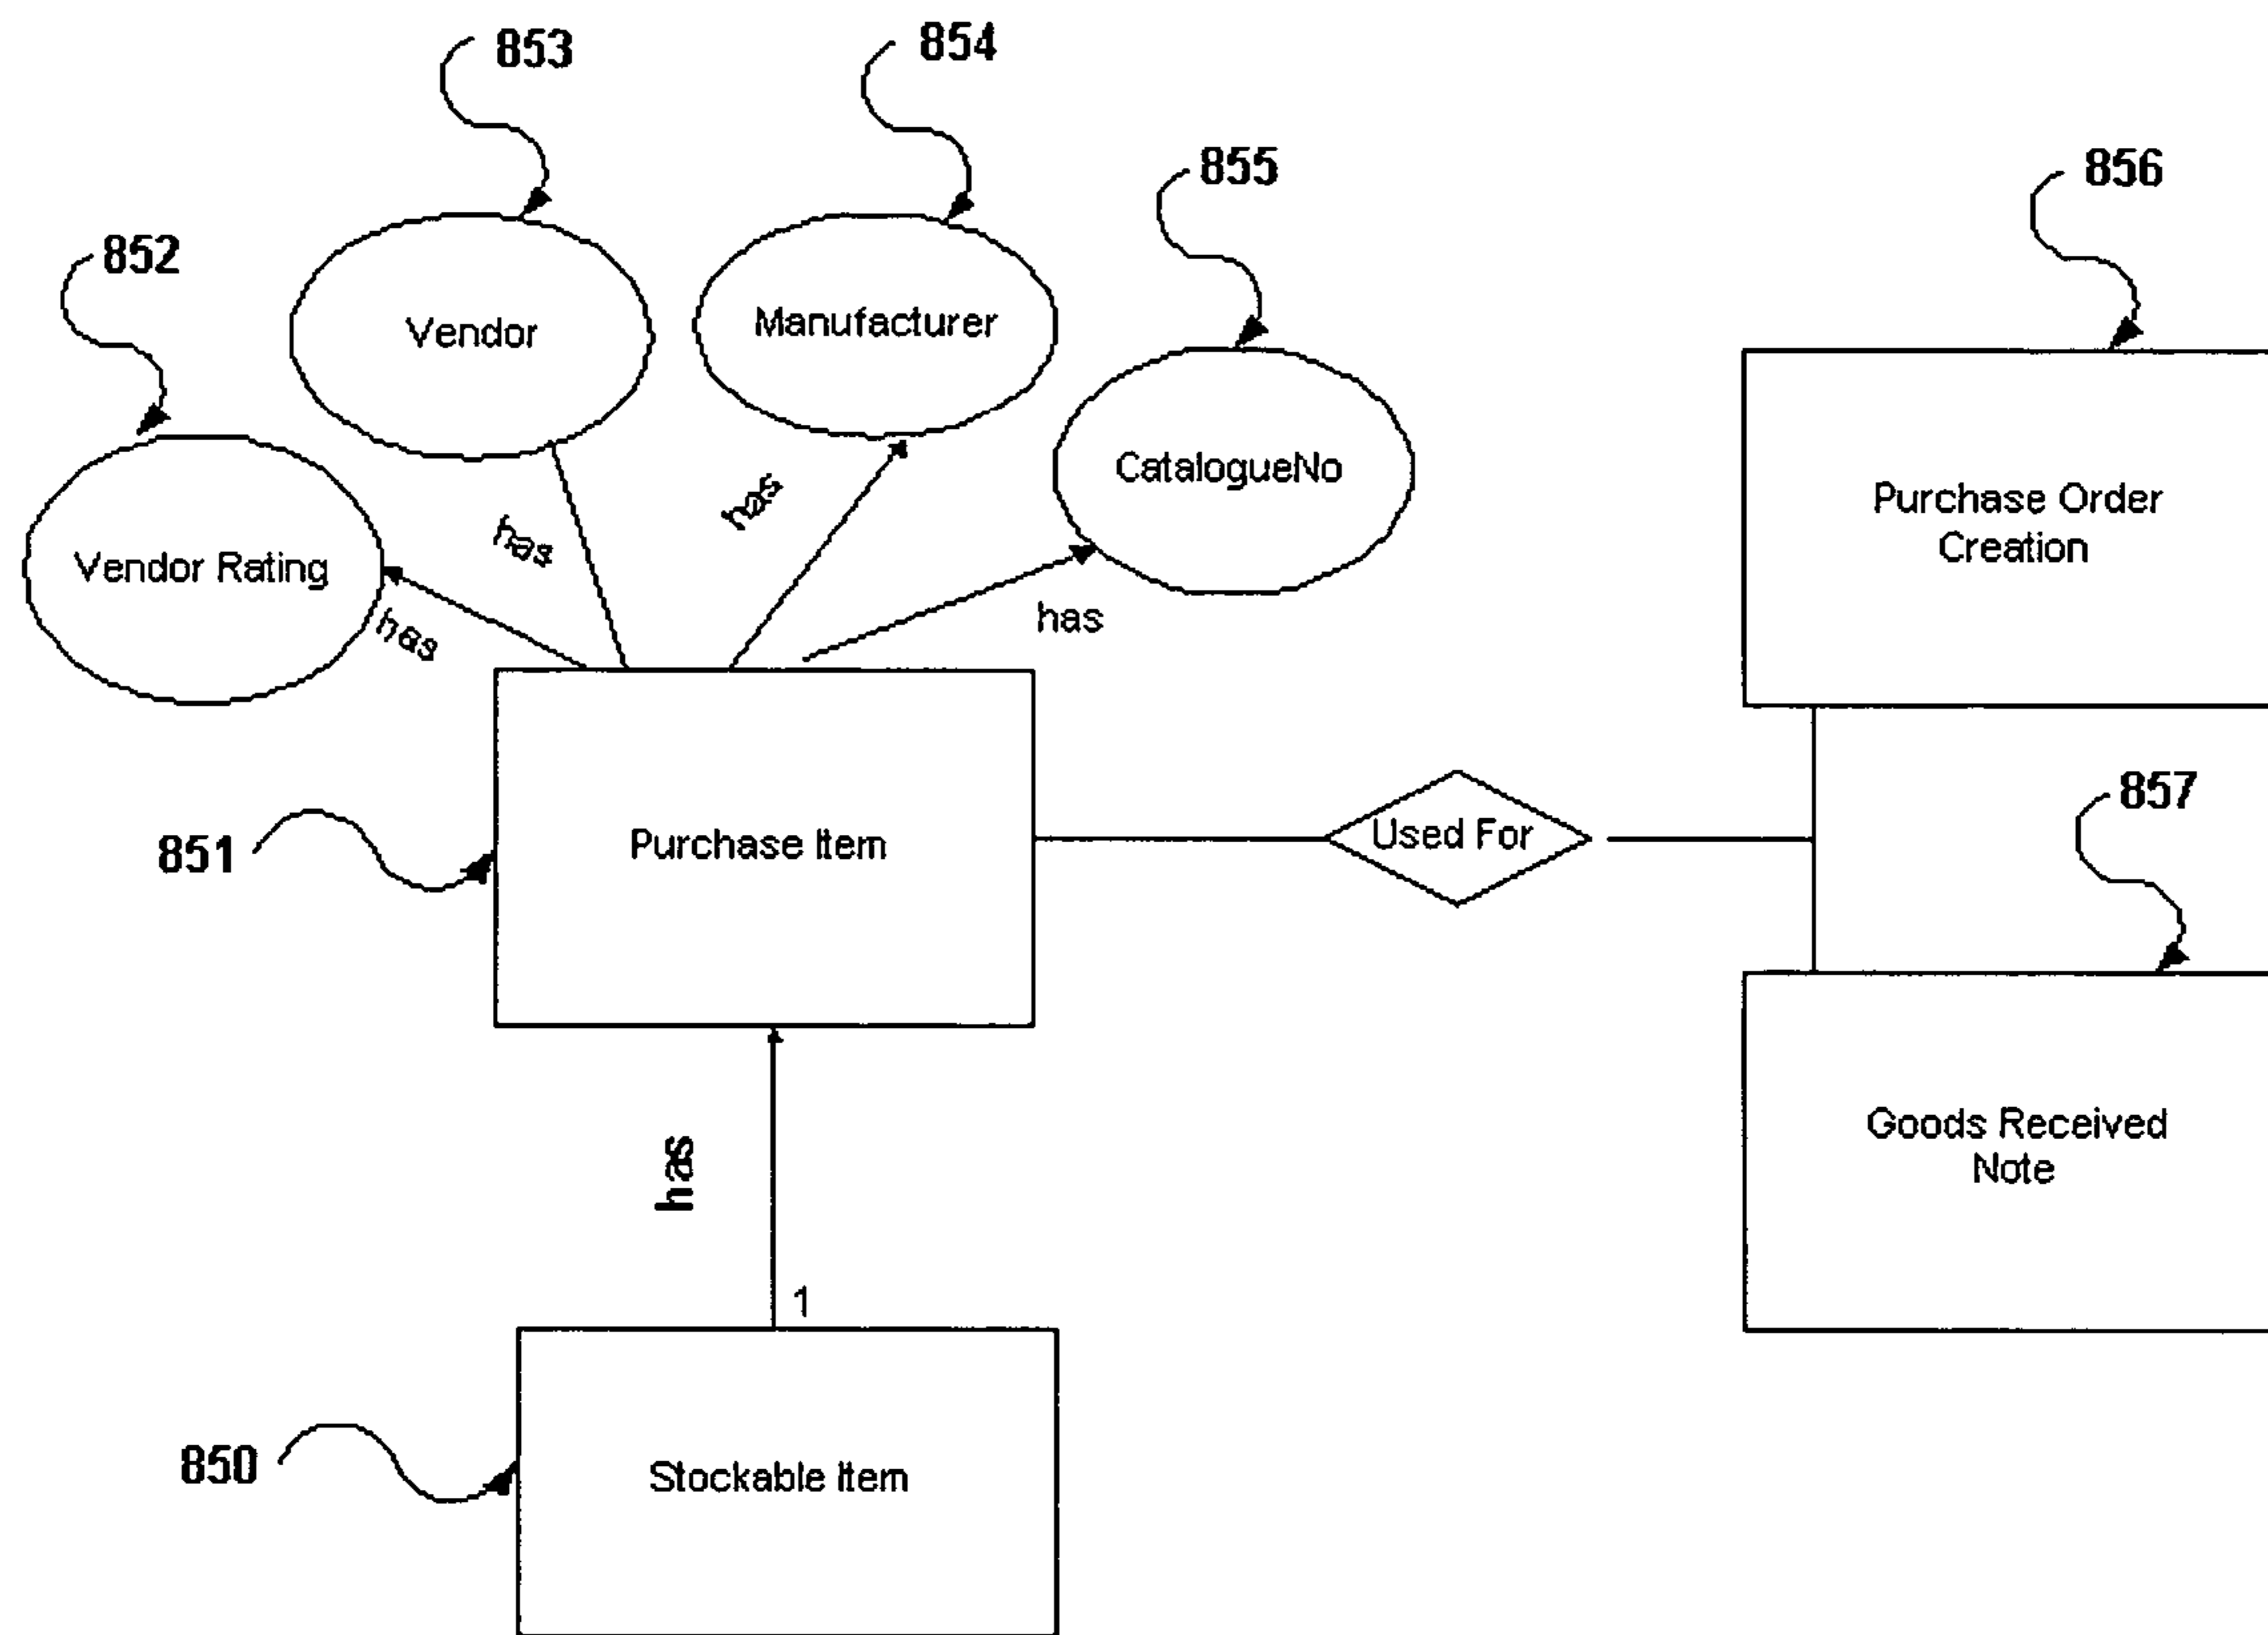 853
854
855
856
852
Vendor
Manufacturer
CatalogueNo
Purchase Order
Creation
Vendor Rating
has
has
has
has
857
851
Purchase Item
Used For
Goods Received
Note
has
1
850
Stockable Item